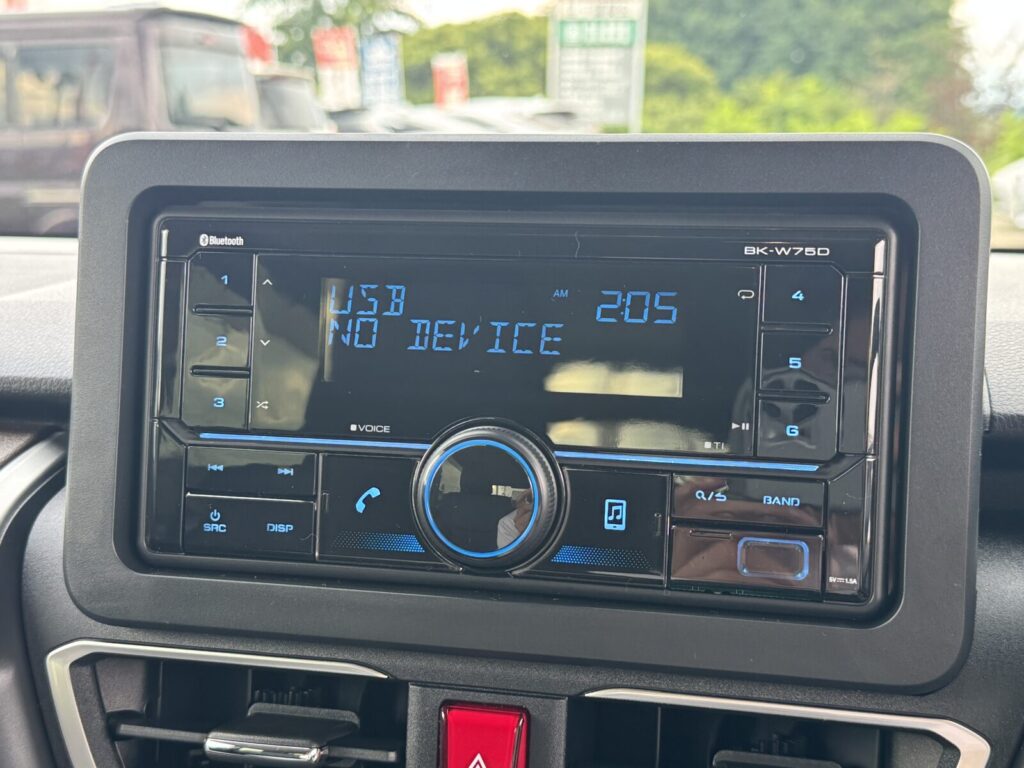 Bluetooth
BK-W75D
1
USB
AM
2:05
4
2
NO DEVICE
5
3
6
VOICE
TI
SRC
DISP
BAND
5V 1.5A